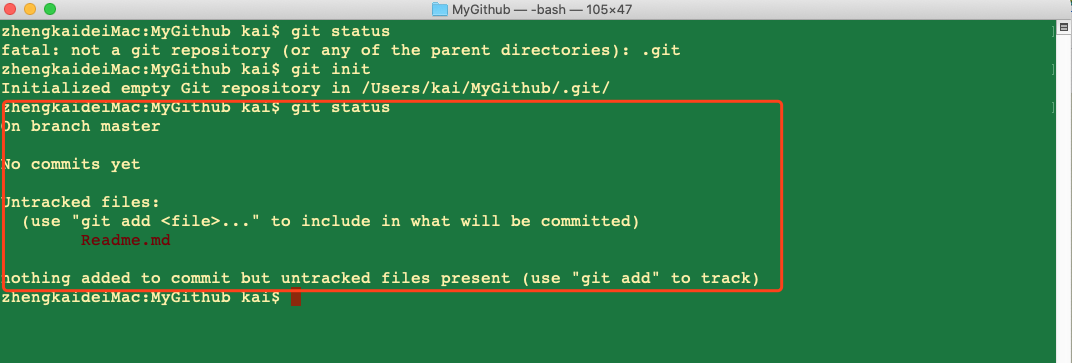 MyGithub — -bash — 105×47
zhengkaideiMac:MyGithub kai$ git status
fatal: not a git repository (or any of the parent directories): .git
zhengkaideiMac:MyGithub kai$ git init
Initialized empty Git repository in /Users/kai/MyGithub/.git/
zhengkaideiMac:MyGithub kai$ git status
On branch master
No commits yet
Untracked files:
(use "git add <file>..." to include in what will be committed)
Readme.md
nothing added to commit but untracked files present (use "git add" to track)
zhengkaideiMac:MyGithub kai$